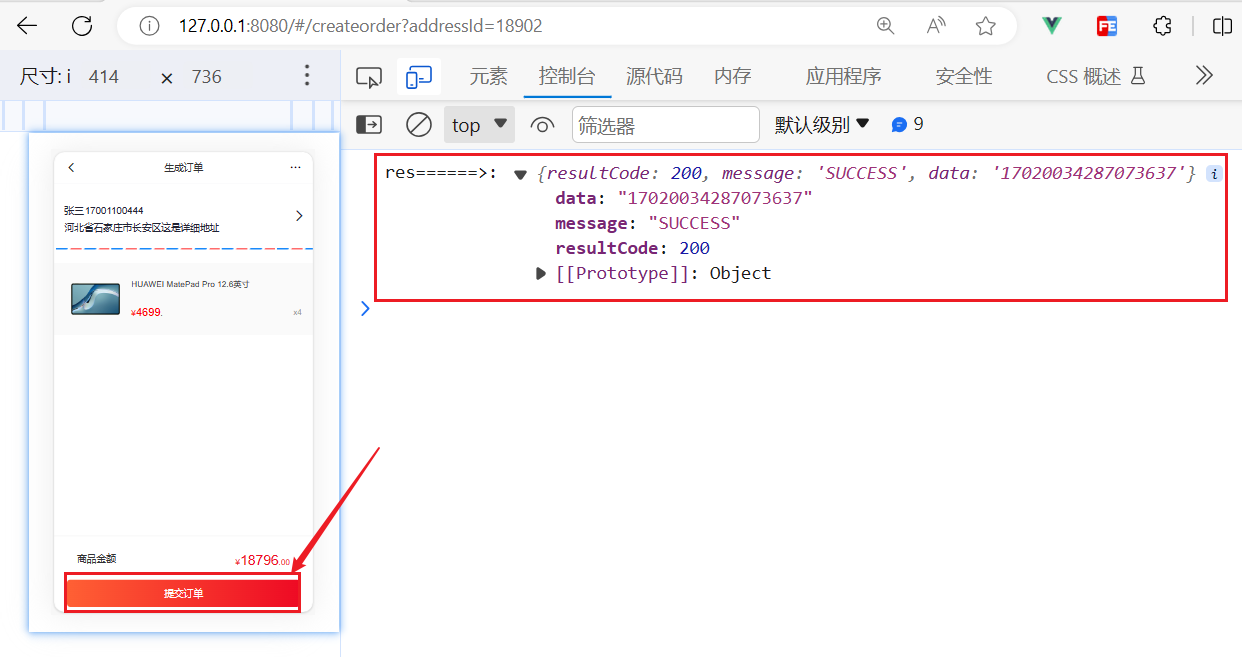 127.0.0.1:8080/#/createorder?addressId=18902
尺寸: i 414 × 736
元素 控制台 源代码 内存 应用程序 安全性 CSS 概述
top 筛选器 默认级别 9
res======>: {resultCode: 200, message: 'SUCCESS', data: '17020034287073637'}
data: "17020034287073637"
message: "SUCCESS"
resultCode: 200
[[Prototype]]: Object
生成订单
张三 17001100444
河北省石家庄市长安区这是详细地址
HUAWEI MatePad Pro 12.6英寸
¥4699. x4
商品金额 ¥18796.00
提交订单